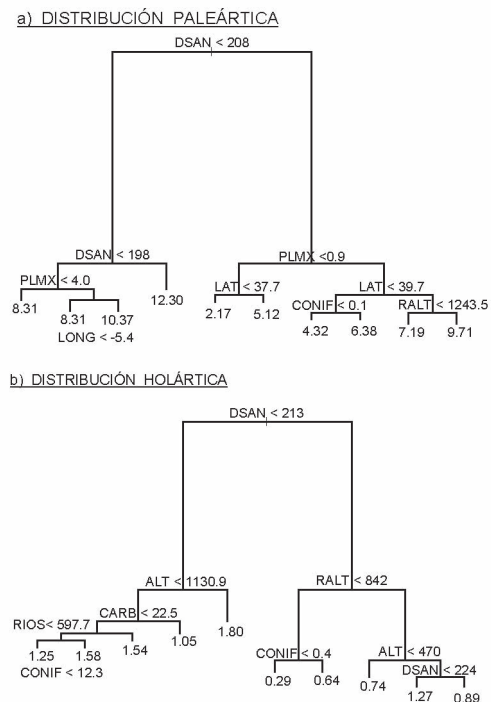 a) DISTRIBUCIÓN PALEÁRTICA
DSAN < 208
DSAN < 198
PLMX <0.9
PLMX < 4.0
LAT < 37.7
LAT < 39.7
12.30
8.31
CONIF < 0.1
RALT < 1243.5
8.31
10.37
2.17
5.12
4.32
6.38
7.19
9.71
LONG < -5.4
b) DISTRIBUCIÓN HOLÁRTICA
DSAN < 213
ALT < 1130.9
RALT < 842
CARB < 22.5
RIOS< 597.7
1.80
1.05
1.54
CONIF < 0.4
ALT < 470
1.25
1.58
DSAN < 224
0.29
0.64
0.74
CONIF < 12.3
1.27
0.89